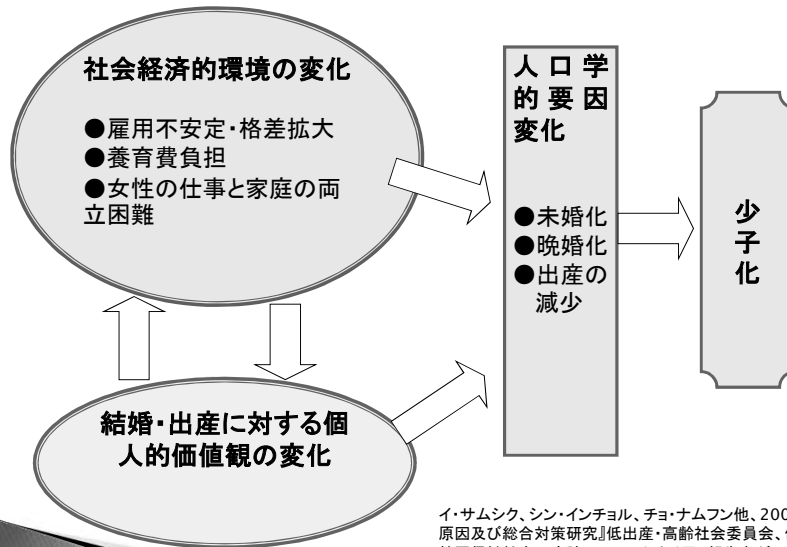 社会経済的環境の変化
●雇用不安定・格差拡大
●養育費負担
●女性の仕事と家庭の両
立困難
結婚・出産に対する個
人的価値観の変化
人口学
的要因
変化
●未婚化
●晩婚化
●出産の
減少
少
子
化
イ・サムシク、シン・インチョル、チョ・ナムフン他、200
原因及び総合対策研究』低出産・高齢社会委員会、